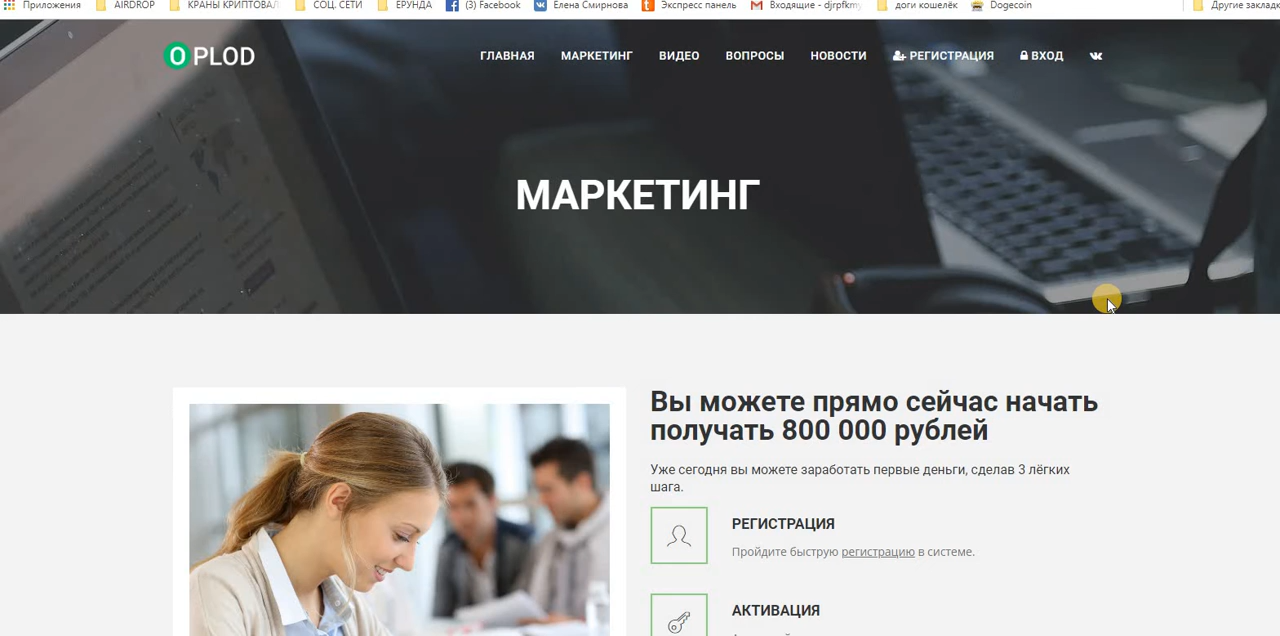 Приложения AIRDROP КРАНЫ КРИПТОВАЛ СОЦ. СЕТИ ЕРУНДА (3) Facebook Елена Смирнова Экспресс панель Входящие - djrpfkmy доги кошелёк Dogecoin Другие закладк
OPLOD ГЛАВНАЯ МАРКЕТИНГ ВИДЕО ВОПРОСЫ НОВОСТИ РЕГИСТРАЦИЯ ВХОД
МАРКЕТИНГ
Вы можете прямо сейчас начать
получать 800 000 рублей
Уже сегодня вы можете заработать первые деньги, сделав 3 лёгких
шага.
РЕГИСТРАЦИЯ
Пройдите быструю регистрацию в системе.
АКТИВАЦИЯ